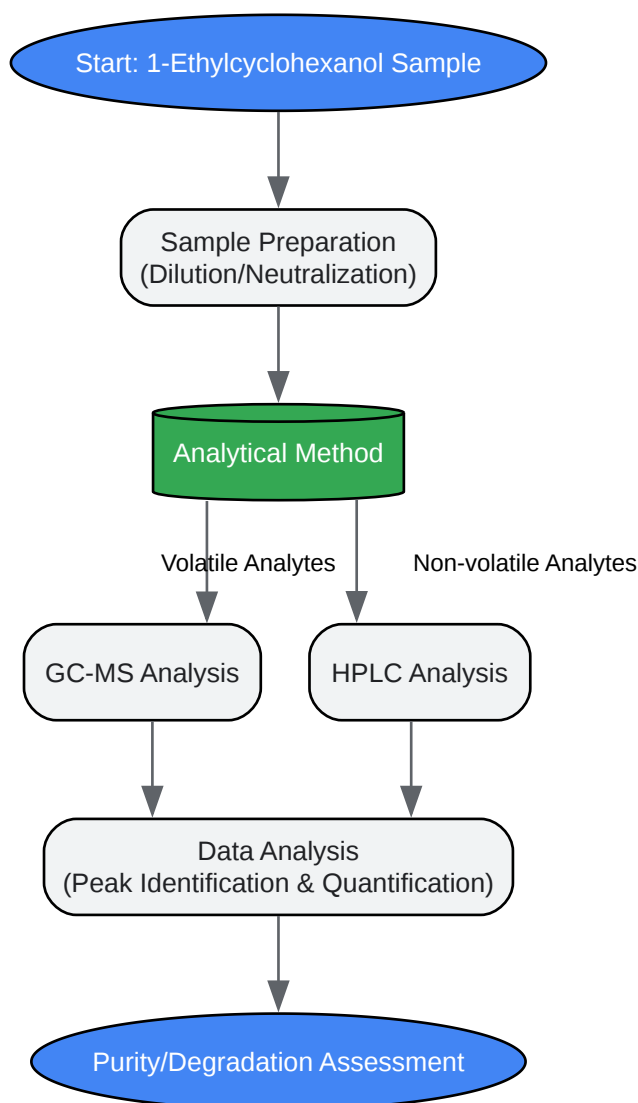 Start: 1-Ethylcyclohexanol Sample
Sample Preparation
(Dilution/Neutralization)
Analytical Method
Volatile Analytes
Non-volatile Analytes
GC-MS Analysis
HPLC Analysis
Data Analysis
(Peak Identification & Quantification)
Purity/Degradation Assessment